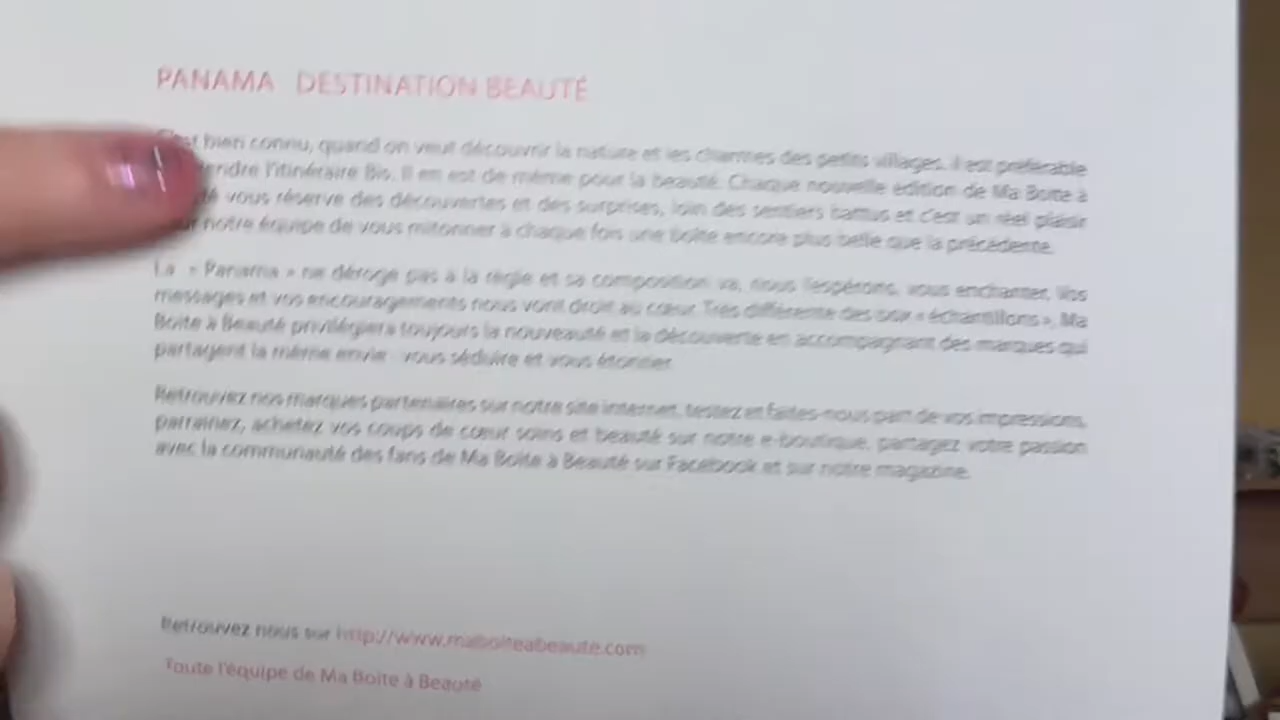 PANAMA DESTINATION BEAUTÉ
bien connu, quand on veut découvrir la nature et les charmes des petits villages, il est préférable
l'itinéraire Bis. Il en est de même pour la beauté. Chaque nouvelle édition de Ma Boite à
vous réserve des découvertes et des surprises, loin des sentiers battus et c'est un réel plaisir
notre équipe de vous mitonner à chaque fois une boîte encore plus belle que la précédente.
La « Panama » ne déroge pas à la règle et sa composition va, nous l'espérons, vous enchanter. Vos
messages et vos encouragements nous vont droit au cœur. Très différente des box « échantillons », Ma
Boite à Beauté privilégiera toujours la nouveauté et la découverte en accompagnant des marques qui
partagent la même envie : vous séduire et vous étonner.
Retrouvez nos marques partenaires sur notre site internet, testez et faites-nous part de vos impressions,
parrainez, achetez vos coups de cœur soins et beauté sur notre e-boutique, partagez votre passion
avec la communauté des fans de Ma Boite à Beauté sur Facebook et sur notre magazine.
Retrouvez nous sur http://www.maboiteabeaute.com
Toute l'équipe de Ma Boite à Beauté